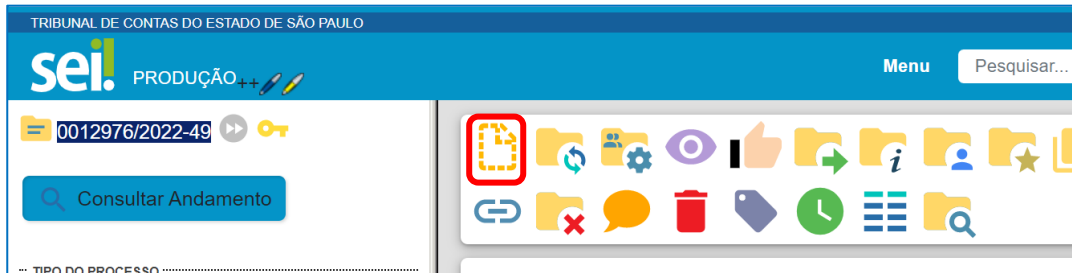 TRIBUNAL DE CONTAS DO ESTADO DE SÃO PAULO
sei! PRODUÇÃO++
Menu
Pesquisar...
0012976/2022-49
Consultar Andamento
TIPO DO PROCESSO